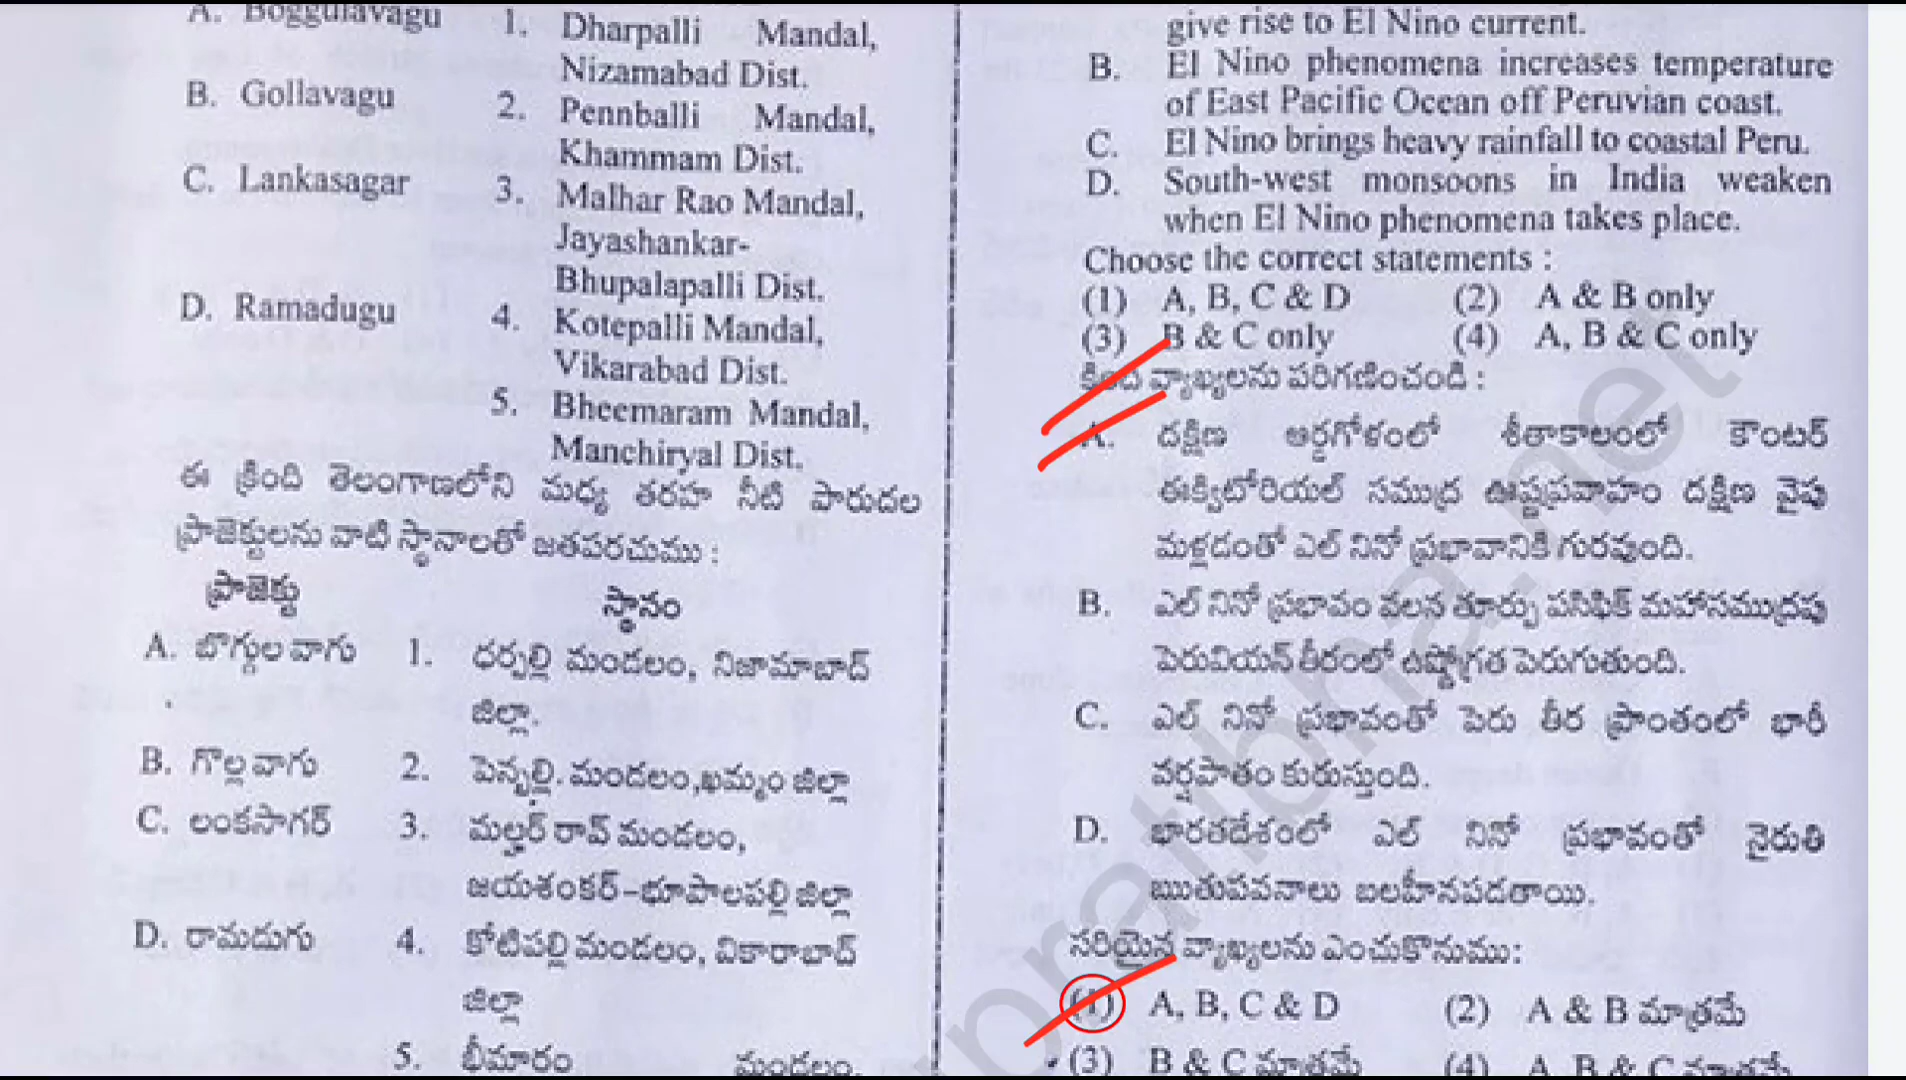 A. Boggulavagu 1. Dharpalli Mandal,
Nizamabad Dist.
B. Gollavagu 2. Pennballi Mandal,
Khammam Dist.
C. Lankasagar 3. Malhar Rao Mandal,
Jayashankar-
Bhupalapalli Dist.
D. Ramadugu 4. Kotepalli Mandal,
Vikarabad Dist.
5. Bheemaram Mandal,
Manchiryal Dist.
ఈ క్రింది తెలంగాణలోని మధ్య తరహా నీటి పారుదల
ప్రాజెక్టులను వాటి స్థానాలతో జతపరచుము :
ప్రాజెక్టు స్థానం
A. బొగ్గుల వాగు 1. ధర్పల్లి మండలం, నిజామాబాద్
జిల్లా.
B. గొల్ల వాగు 2. పెన్బల్లి. మండలం,ఖమ్మం జిల్లా
C. లంకసాగర్ 3. మల్హర్ రావ్ మండలం,
జయశంకర్-భూపాలపల్లి జిల్లా
D. రామడుగు 4. కోటిపల్లి మండలం, వికారాబాద్
జిల్లా
5. భీమారం మండలం,
give rise to El Nino current.
B. El Nino phenomena increases temperature
of East Pacific Ocean off Peruvian coast.
C. El Nino brings heavy rainfall to coastal Peru.
D. South-west monsoons in India weaken
when El Nino phenomena takes place.
Choose the correct statements :
(1) A, B, C & D (2) A & B only
(3) B & C only (4) A, B & C only
కింది వ్యాఖ్యలను పరిగణించండి :
A. దక్షిణ అర్ధగోళంలో శీతాకాలంలో కౌంటర్
ఈక్విటోరియల్ సముద్ర ఊష్ణప్రవాహం దక్షిణ వైపు
మళ్లడంతో ఎల్ నినో ప్రభావానికి గురవుంది.
B. ఎల్ నినో ప్రభావం వలన తూర్పు పసిఫిక్ మహాసముద్రపు
పెరువియన్ తీరంలో ఉష్ణోగ్రత పెరుగుతుంది.
C. ఎల్ నినో ప్రభావంతో పెరు తీర ప్రాంతంలో భారీ
వర్షపాతం కురుస్తుంది.
D. భారతదేశంలో ఎల్ నినో ప్రభావంతో నైరుతి
ఋతుపవనాలు బలహీనపడతాయి.
సరియైన వ్యాఖ్యలను ఎంచుకొనుము:
(1) A, B, C & D (2) A & B మాత్రమే
(3) B & C మాత్రమే (4) A, B & C మాత్రమే